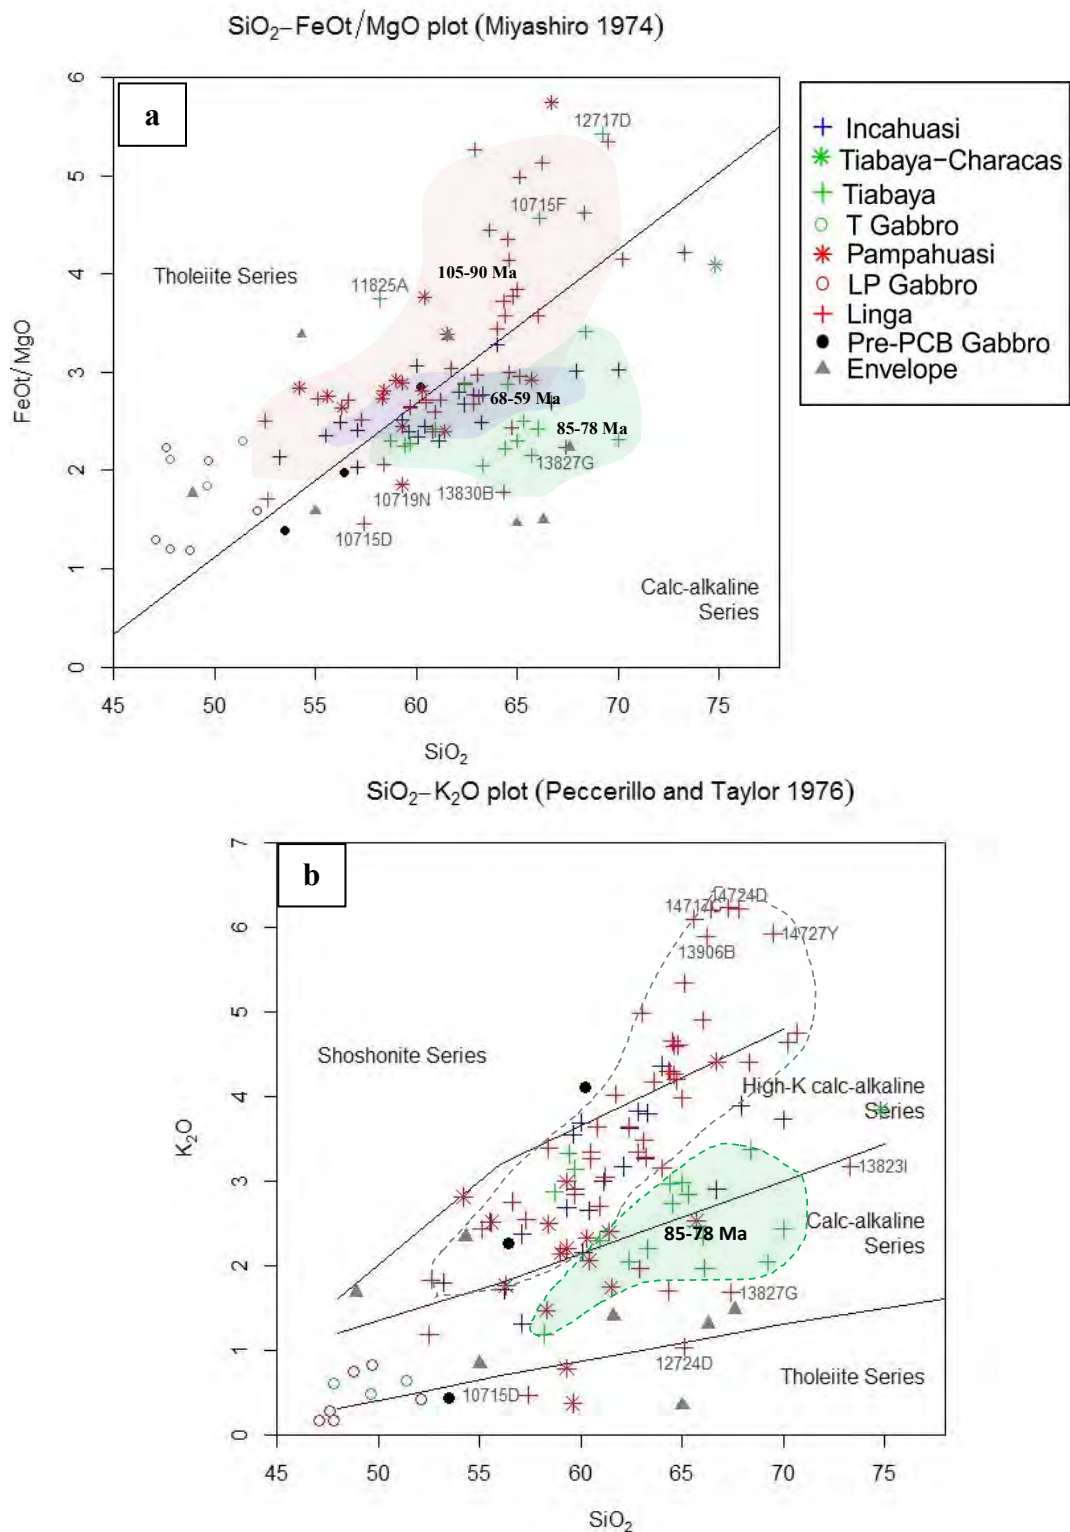 SiO2–FeOt/MgO plot (Miyashiro 1974)
a
6
5
4
3
2
1
0
FeOt/MgO
12717D
10715F
105-90 Ma
Tholeiite Series
11825A
68-59 Ma
85-78 Ma
13827G
13830B
10719N
10715D
Calc-alkaline
Series
45 50 55 60 65 70 75
SiO2
Incahuasi
Tiabaya–Characas
Tiabaya
T Gabbro
Pampahuasi
LP Gabbro
Linga
Pre-PCB Gabbro
Envelope
SiO2–K2O plot (Peccerillo and Taylor 1976)
b
7
6
5
4
3
2
1
0
K2O
14724D
14727Y
13906B
Shoshonite Series
High-K calc-alkaline
Series
13823I
Calc-alkaline
Series
85-78 Ma
13827G
12724D
10715D
Tholeiite Series
45 50 55 60 65 70 75
SiO2